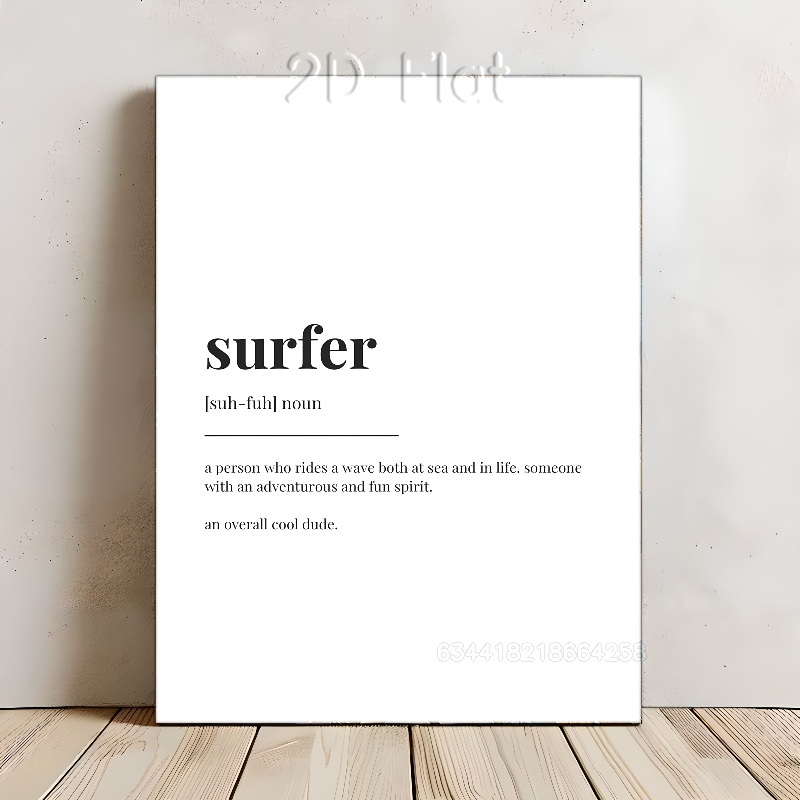 2D Flat
surfer
[suh-fuh] noun
a person who rides a wave both at sea and in life. someone
with an adventurous and fun spirit.
an overall cool dude.
634418218664258